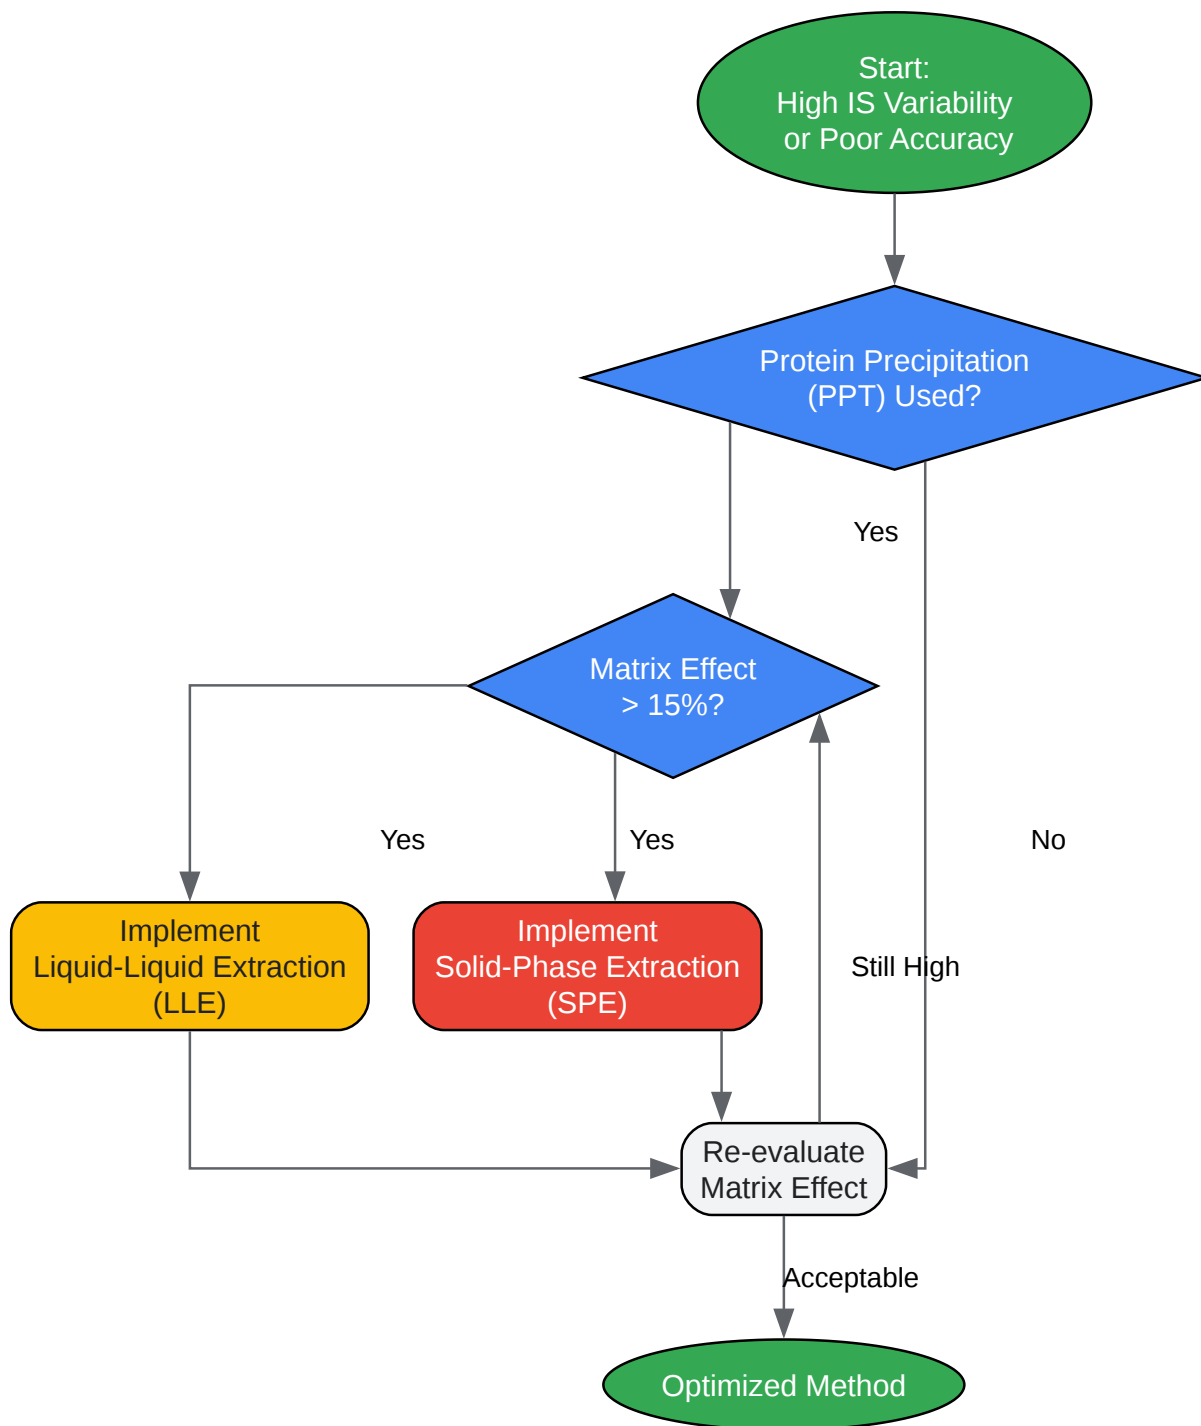 Start:
High IS Variability
or Poor Accuracy
Protein Precipitation
(PPT) Used?
Yes
Matrix Effect
> 15%?
Yes
Yes
No
Implement
Liquid-Liquid Extraction
(LLE)
Implement
Solid-Phase Extraction
(SPE)
Still High
Re-evaluate
Matrix Effect
Acceptable
Optimized Method